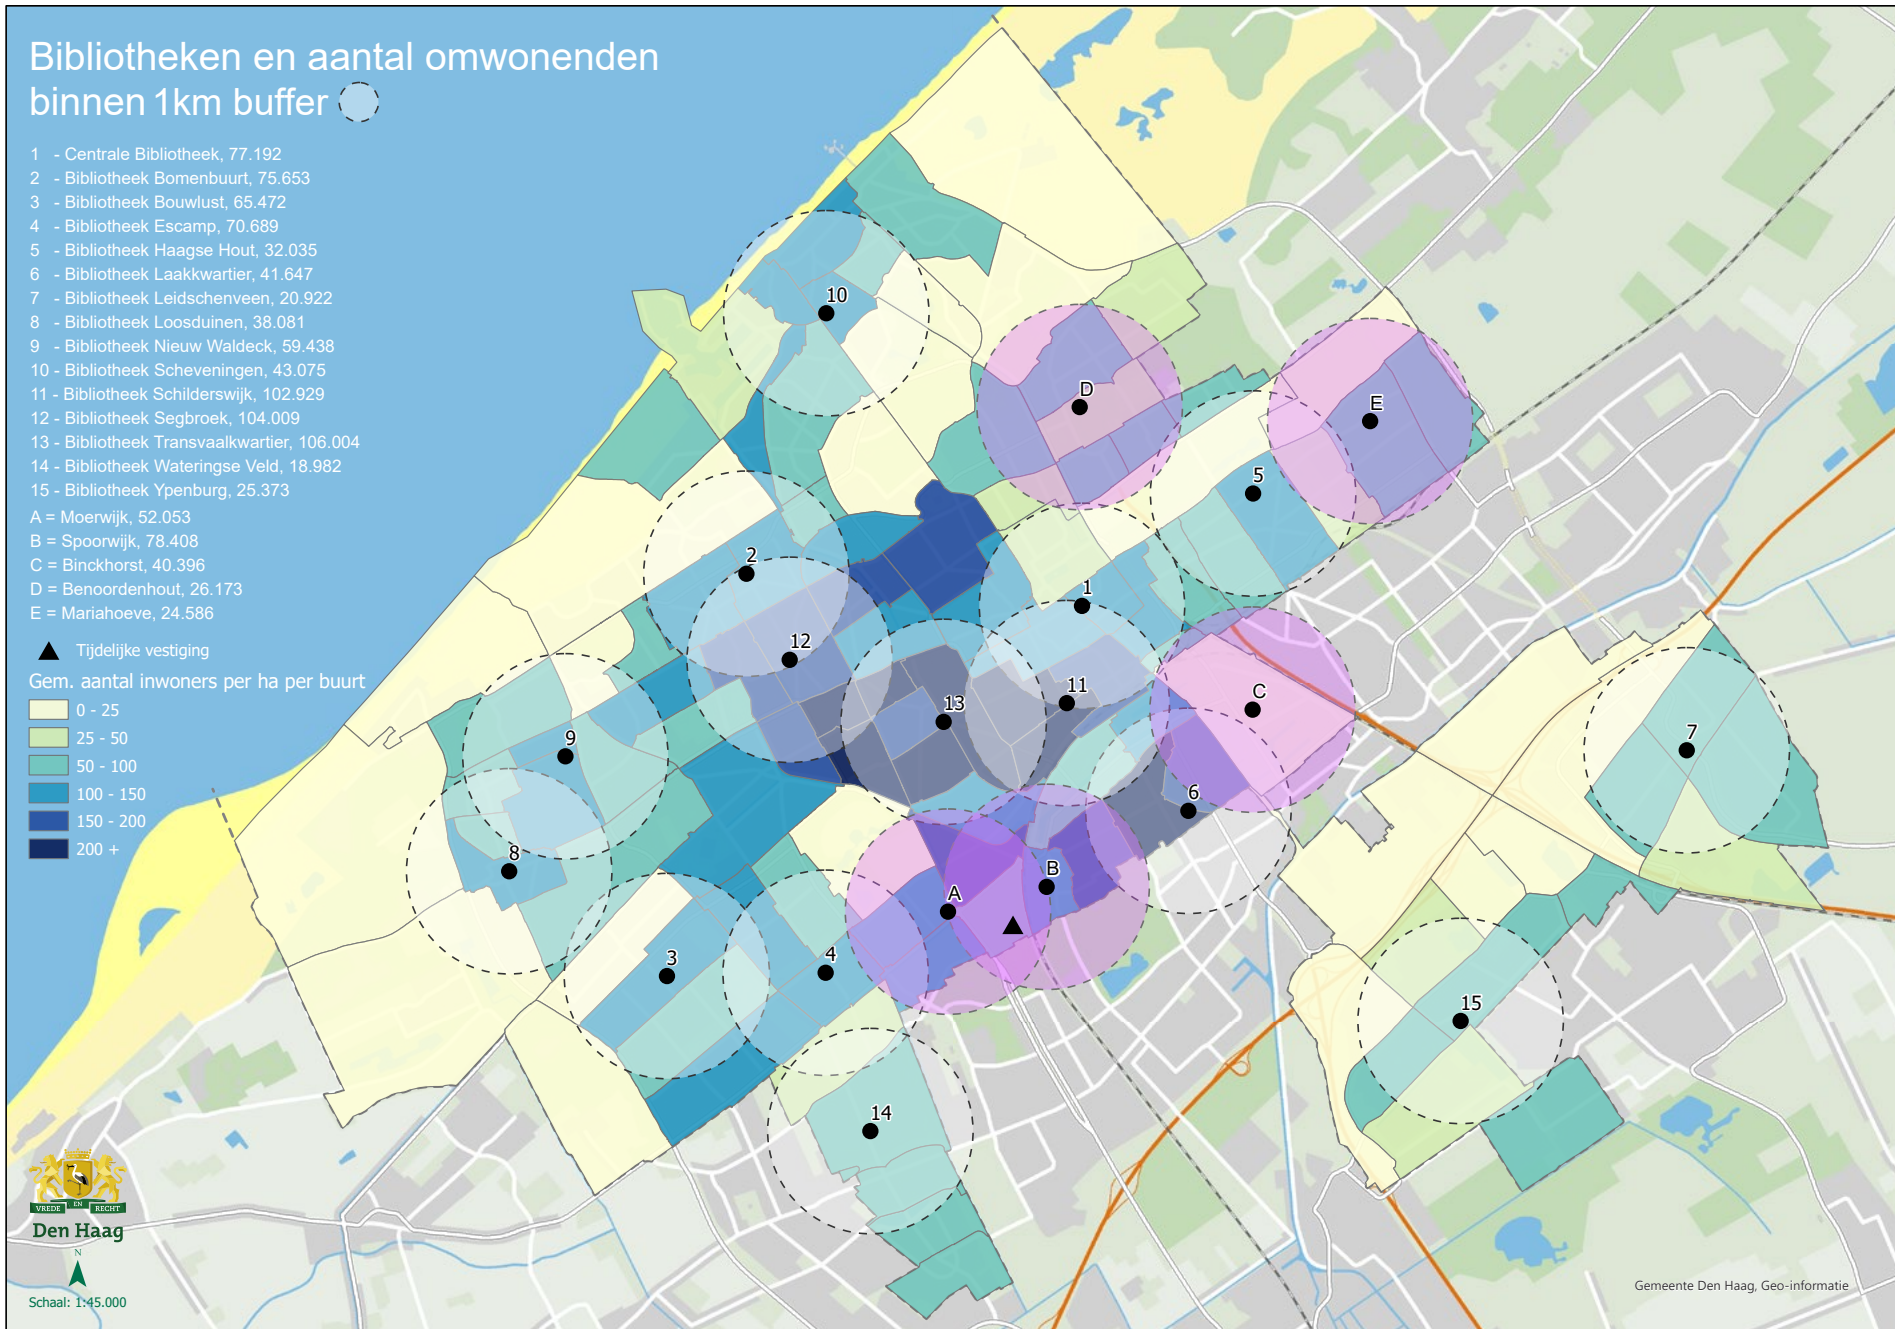 Bibliotheken en aantal omwonenden
binnen 1km buffer
1 - Centrale Bibliotheek, 77.192
2 - Bibliotheek Bomenbuurt, 75.653
3 - Bibliotheek Bouwlust, 65.472
4 - Bibliotheek Escamp, 70.689
5 - Bibliotheek Haagse Hout, 32.035
6 - Bibliotheek Laakkwartier, 41.647
7 - Bibliotheek Leidschenveen, 20.922
8 - Bibliotheek Loosduinen, 38.081
9 - Bibliotheek Nieuw Waldeck, 59.438
10 - Bibliotheek Scheveningen, 43.075
11 - Bibliotheek Schilderswijk, 102.929
12 - Bibliotheek Segbroek, 104.009
13 - Bibliotheek Transvaalkwartier, 106.004
14 - Bibliotheek Wateringse Veld, 18.982
15 - Bibliotheek Ypenburg, 25.373
A = Moerwijk, 52.053
B = Spoorwijk, 78.408
C = Binckhorst, 40.396
D = Benoordenhout, 26.173
E = Mariahoeve, 24.586
Tijdelijke vestiging
Gem. aantal inwoners per ha per buurt
0 - 25
25 - 50
50 - 100
100 - 150
150 - 200
200 +
10
D
E
5
2
1
12
11
C
13
9
7
6
8
B
A
4
3
15
14
VREDE EN RECHT
Den Haag
N
Schaal: 1:45.000
Gemeente Den Haag, Geo-informatie